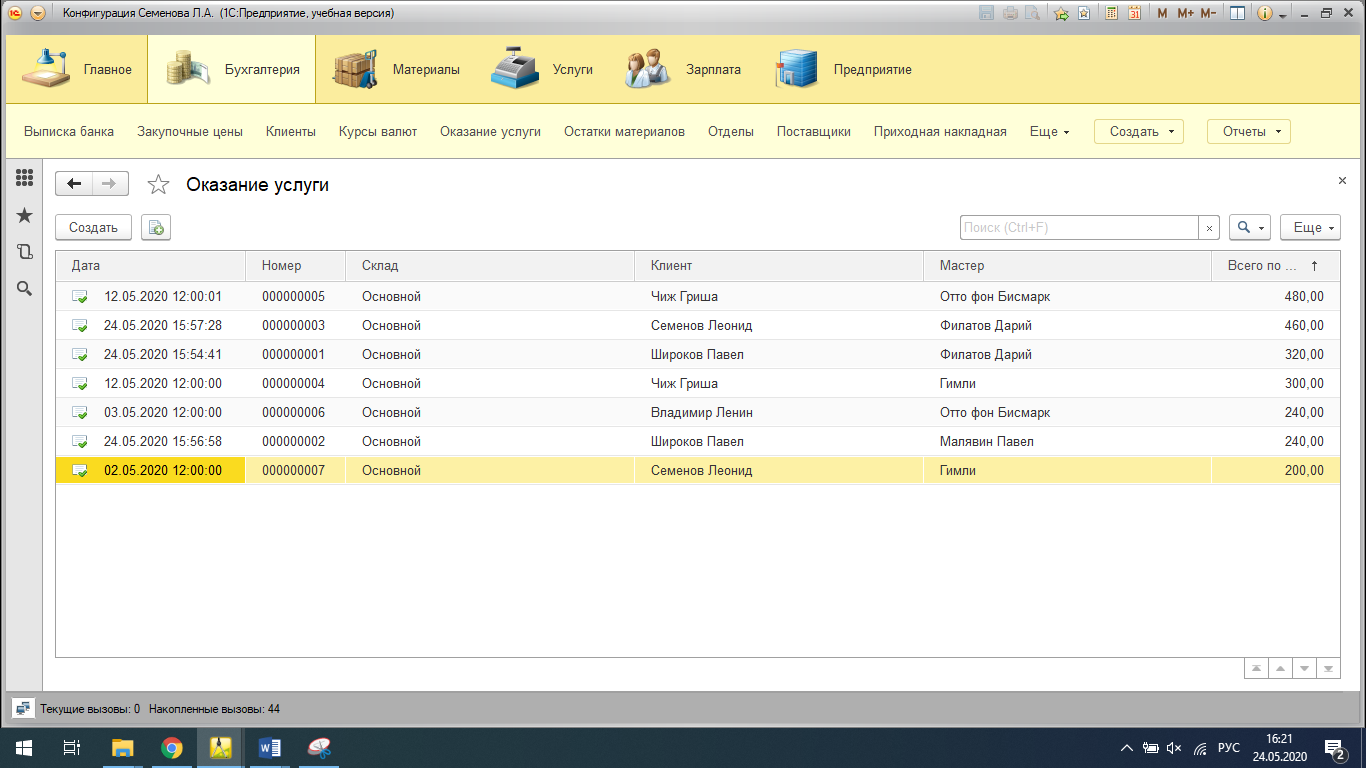 Конфигурация Семенова Л.А. (1С:Предприятие, учебная версия) M M+ M-
Главное Бухгалтерия Материалы Услуги Зарплата Предприятие
Выписка банка Закупочные цены Клиенты Курсы валют Оказание услуги Остатки материалов Отделы Поставщики Приходная накладная Еще Создать Отчеты
Оказание услуги
Создать Поиск (Ctrl+F) Еще
Дата Номер Склад Клиент Мастер Всего по ...
12.05.2020 12:00:01 000000005 Основной Чиж Гриша Отто фон Бисмарк 480,00
24.05.2020 15:57:28 000000003 Основной Семенов Леонид Филатов Дарий 460,00
24.05.2020 15:54:41 000000001 Основной Широков Павел Филатов Дарий 320,00
12.05.2020 12:00:00 000000004 Основной Чиж Гриша Гимли 300,00
03.05.2020 12:00:00 000000006 Основной Владимир Ленин Отто фон Бисмарк 240,00
24.05.2020 15:56:58 000000002 Основной Широков Павел Малявин Павел 240,00
02.05.2020 12:00:00 000000007 Основной Семенов Леонид Гимли 200,00
Текущие вызовы: 0 Накопленные вызовы: 44
РУС 16:21
24.05.2020 2